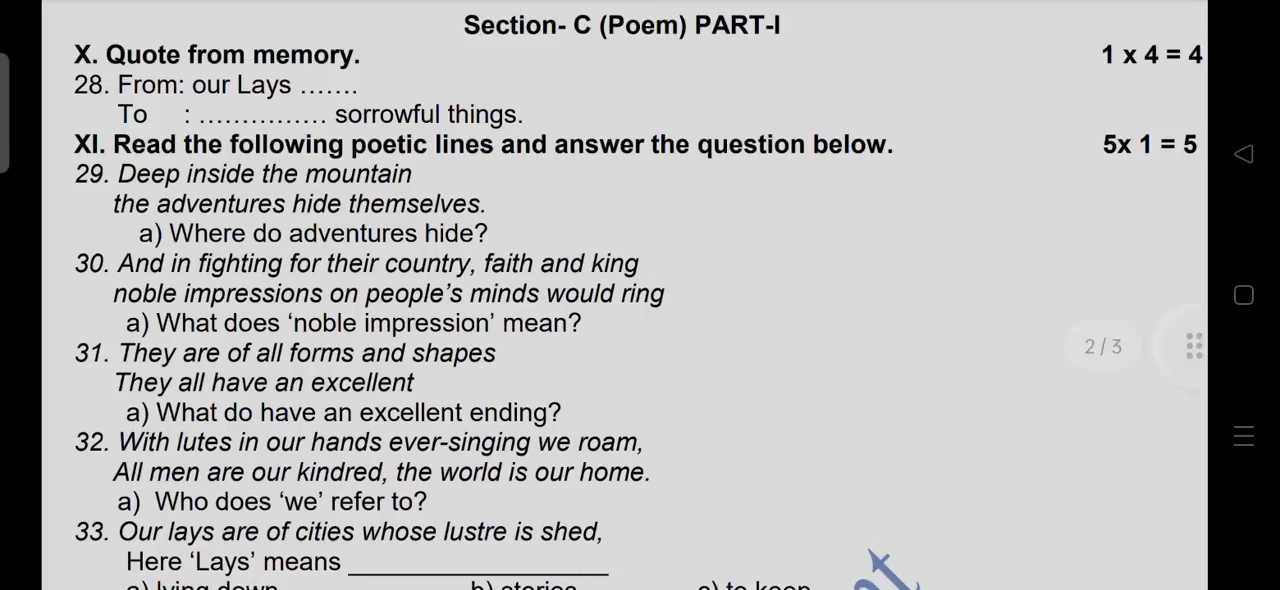 Section- C (Poem) PART-I
X. Quote from memory. 1 x 4 = 4
28. From: our Lays …….
To : …………… sorrowful things.
XI. Read the following poetic lines and answer the question below. 5x 1 = 5
29. Deep inside the mountain
the adventures hide themselves.
a) Where do adventures hide?
30. And in fighting for their country, faith and king
noble impressions on people’s minds would ring
a) What does ‘noble impression’ mean?
31. They are of all forms and shapes
They all have an excellent
a) What do have an excellent ending?
32. With lutes in our hands ever-singing we roam,
All men are our kindred, the world is our home.
a) Who does ‘we’ refer to?
33. Our lays are of cities whose lustre is shed,
Here ‘Lays’ means ___________________
a) lying down b) stories c) to keep
2 / 3